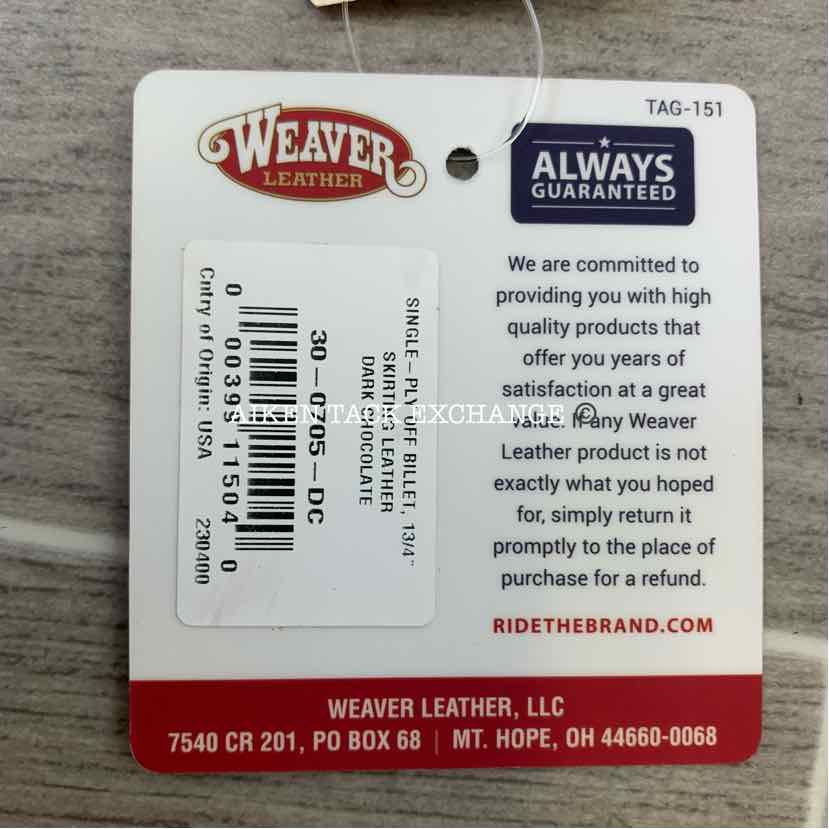 TAG-151
WEAVER
LEATHER
ALWAYS
GUARANTEED
We are committed to
providing you with high
quality products that
offer you years of
satisfaction at a great
value. If any Weaver
Leather product is not
exactly what you hoped
for, simply return it
promptly to the place of
purchase for a refund.
RIDETHEBRAND.COM
SINGLE-PLY OFF BILLET, 13/4"
SKIRTING LEATHER
DARK CHOCOLATE
30-0705-DC
0 00393 11504 0
Cntry of Origin: USA 230400
AIKEN TACK EXCHANGE ©
WEAVER LEATHER, LLC
7540 CR 201, PO BOX 68 | MT. HOPE, OH 44660-0068